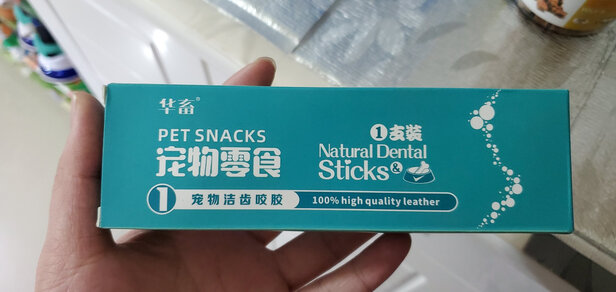 华畜®
PET SNACKS
宠物零食
1 宠物洁齿咬胶
100% high quality leather
1支装
Natural Dental
Sticks &